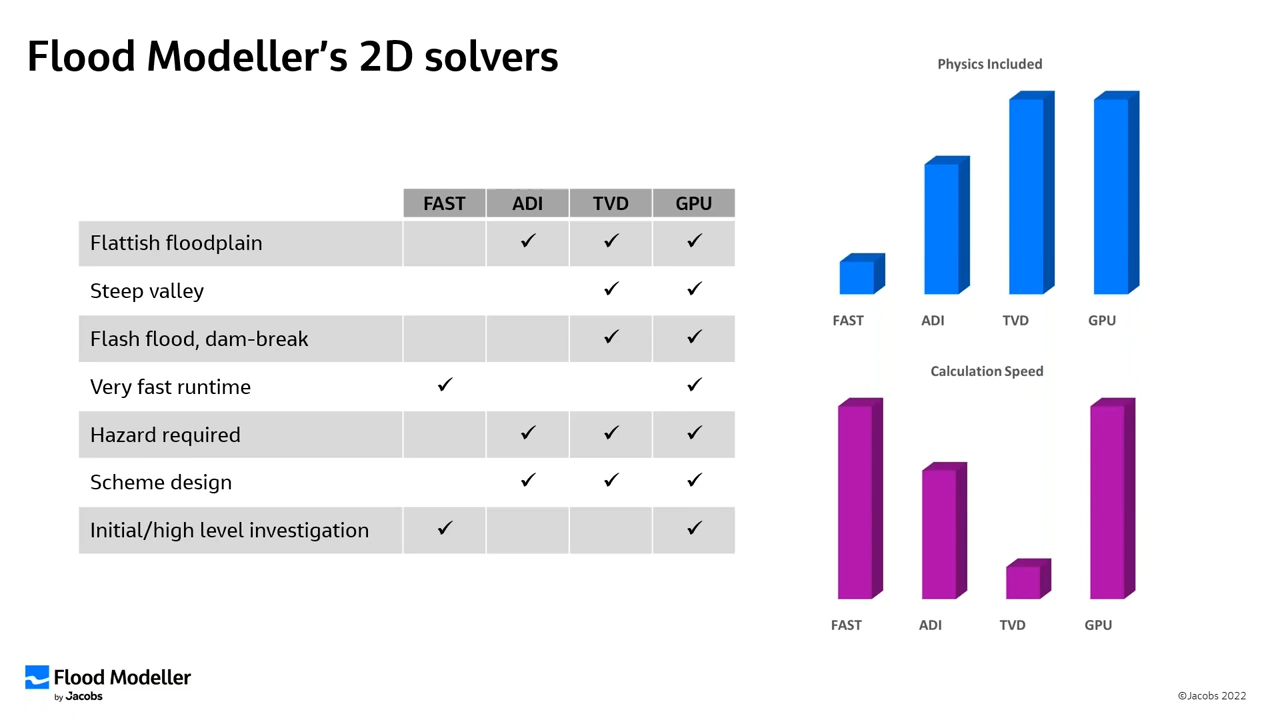 Flood Modeller’s 2D solvers
FAST ADI TVD GPU
Flattish floodplain ✓ ✓ ✓
Steep valley ✓ ✓
Flash flood, dam-break ✓ ✓
Very fast runtime ✓ ✓
Hazard required ✓ ✓ ✓
Scheme design ✓ ✓ ✓
Initial/high level investigation ✓ ✓
Physics Included
FAST ADI TVD GPU
Calculation Speed
FAST ADI TVD GPU
Flood Modeller
by Jacobs
©Jacobs 2022